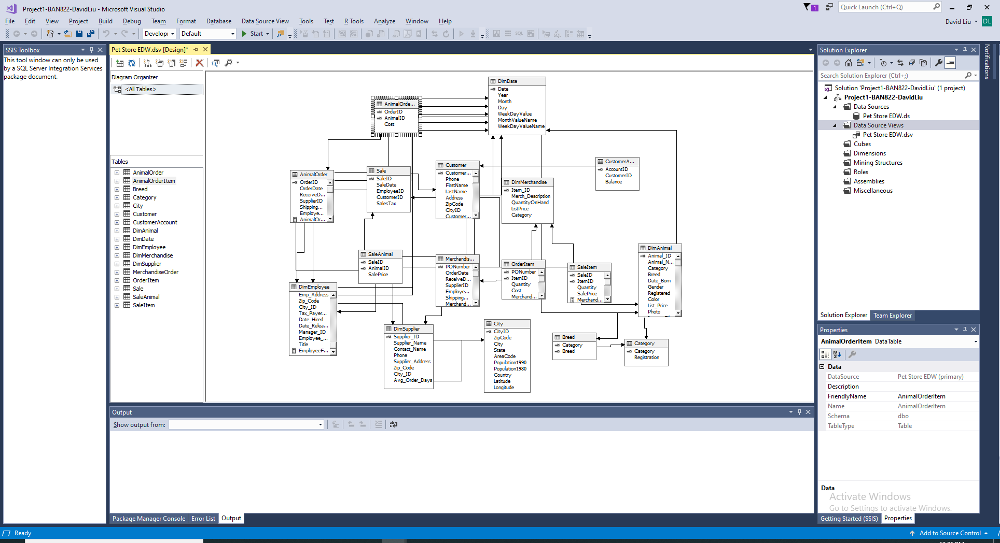 Project1-BAN822-DavidLiu - Microsoft Visual Studio
1
Quick Launch (Ctrl+Q)
File Edit View Project Build Debug Team Format Database Data Source View Tools Test R Tools Analyze Window Help
David Liu DL
Developi Default Start
SSIS Toolbox
This tool window can only be used
by a SQL Server Integration Services
package document.
Pet Store EDW.dsv [Design]*
Diagram Organizer
<All Tables>
Tables
AnimalOrder
AnimalOrderItem
Breed
Category
City
Customer
CustomerAccount
DimAnimal
DimDate
DimEmployee
DimMerchandise
DimSupplier
MerchandiseOrder
OrderItem
Sale
SaleAnimal
SaleItem
DimDate
Date
Year
Month
Day
WeekDayValue
MonthValueName
WeekDayValueName
AnimalOrde...
OrderID
AnimalID
Cost
AnimalOrder
OrderID
OrderDate
ReceiveD...
SupplierID
Shipping...
Employe...
AnimalOr...
Sale
SaleID
SaleDate
EmployeeID
CustomerID
SalesTax
Customer
Customer...
Phone
FirstName
LastName
Address
ZipCode
CityID
Customer...
DimMerchandise
Item_ID
Merch_Description
QuantityOnHand
ListPrice
Category
CustomerA...
AccountID
CustomerID
Balance
SaleAnimal
SaleID
AnimalID
SalePrice
Merchandis...
PONumber
OrderDate
ReceiveD...
SupplierID
Employe...
Shipping...
Merchand...
OrderItem
PONumber
ItemID
Quantity
Cost
Merchand...
SaleItem
SaleID
ItemID
Quantity
SalePrice
Merchand...
DimAnimal
Animal_ID
Animal_N...
Category
Breed
Date_Born
Gender
Registered
Color
List_Price
Photo
DimEmployee
Emp_Address
Zip_Code
City_ID
Tax_Payer...
Date_Hired
Date_Relea...
Manager_ID
Employee_...
Title
EmployeeF...
DimSupplier
Supplier_ID
Supplier_Name
Contact_Name
Phone
Supplier_Address
Zip_Code
City_ID
Avg_Order_Days
City
CityID
ZipCode
City
State
AreaCode
Population1990
Population1980
Country
Latitude
Longitude
Breed
Category
Breed
Category
Category
Registration
Output
Show output from:
Package Manager Console Error List Output
Solution Explorer
Search Solution Explorer (Ctrl+;)
Solution 'Project1-BAN822-DavidLiu' (1 project)
Project1-BAN822-DavidLiu
Data Sources
Pet Store EDW.ds
Data Source Views
Pet Store EDW.dsv
Cubes
Dimensions
Mining Structures
Roles
Assemblies
Miscellaneous
Solution Explorer Team Explorer
Notifications
Properties
AnimalOrderItem DataTable
Data
DataSource Pet Store EDW (primary)
Description
FriendlyName AnimalOrderItem
Name AnimalOrderItem
Schema dbo
TableType Table
Data
Activate Windows
Go to Settings to activate Windows.
Getting Started (SSIS) Properties
Ready
Add to Source Control